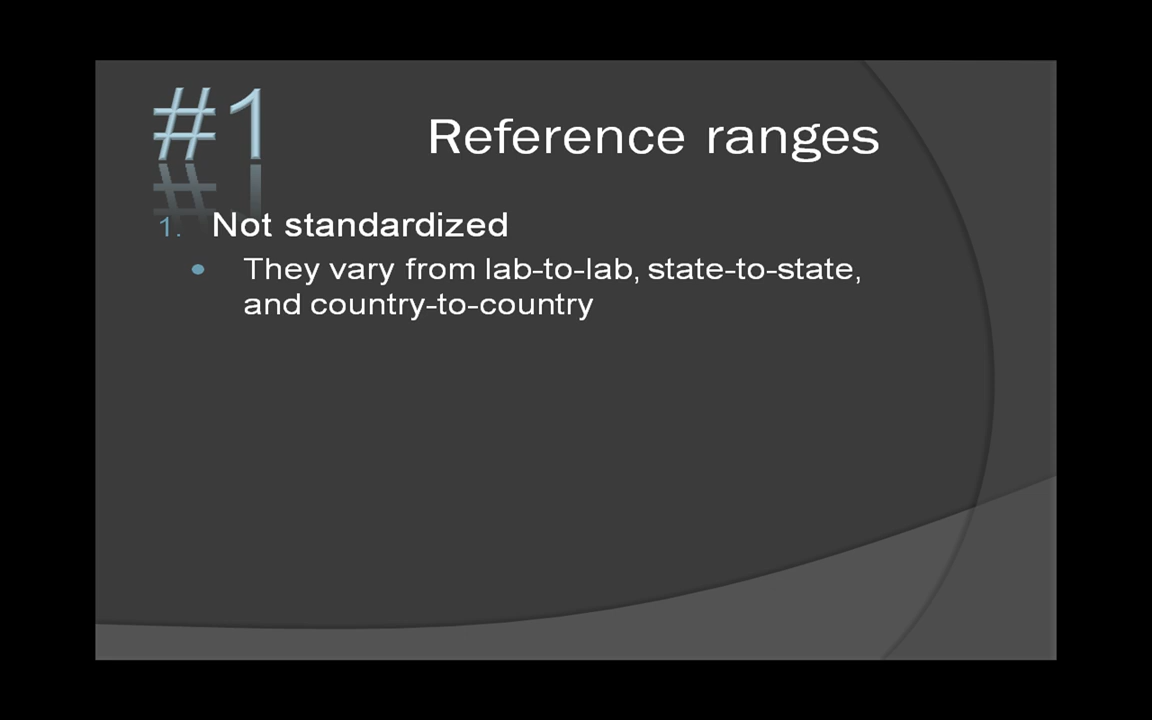 #1
Reference ranges
1. Not standardized
• They vary from lab-to-lab, state-to-state,
and country-to-country